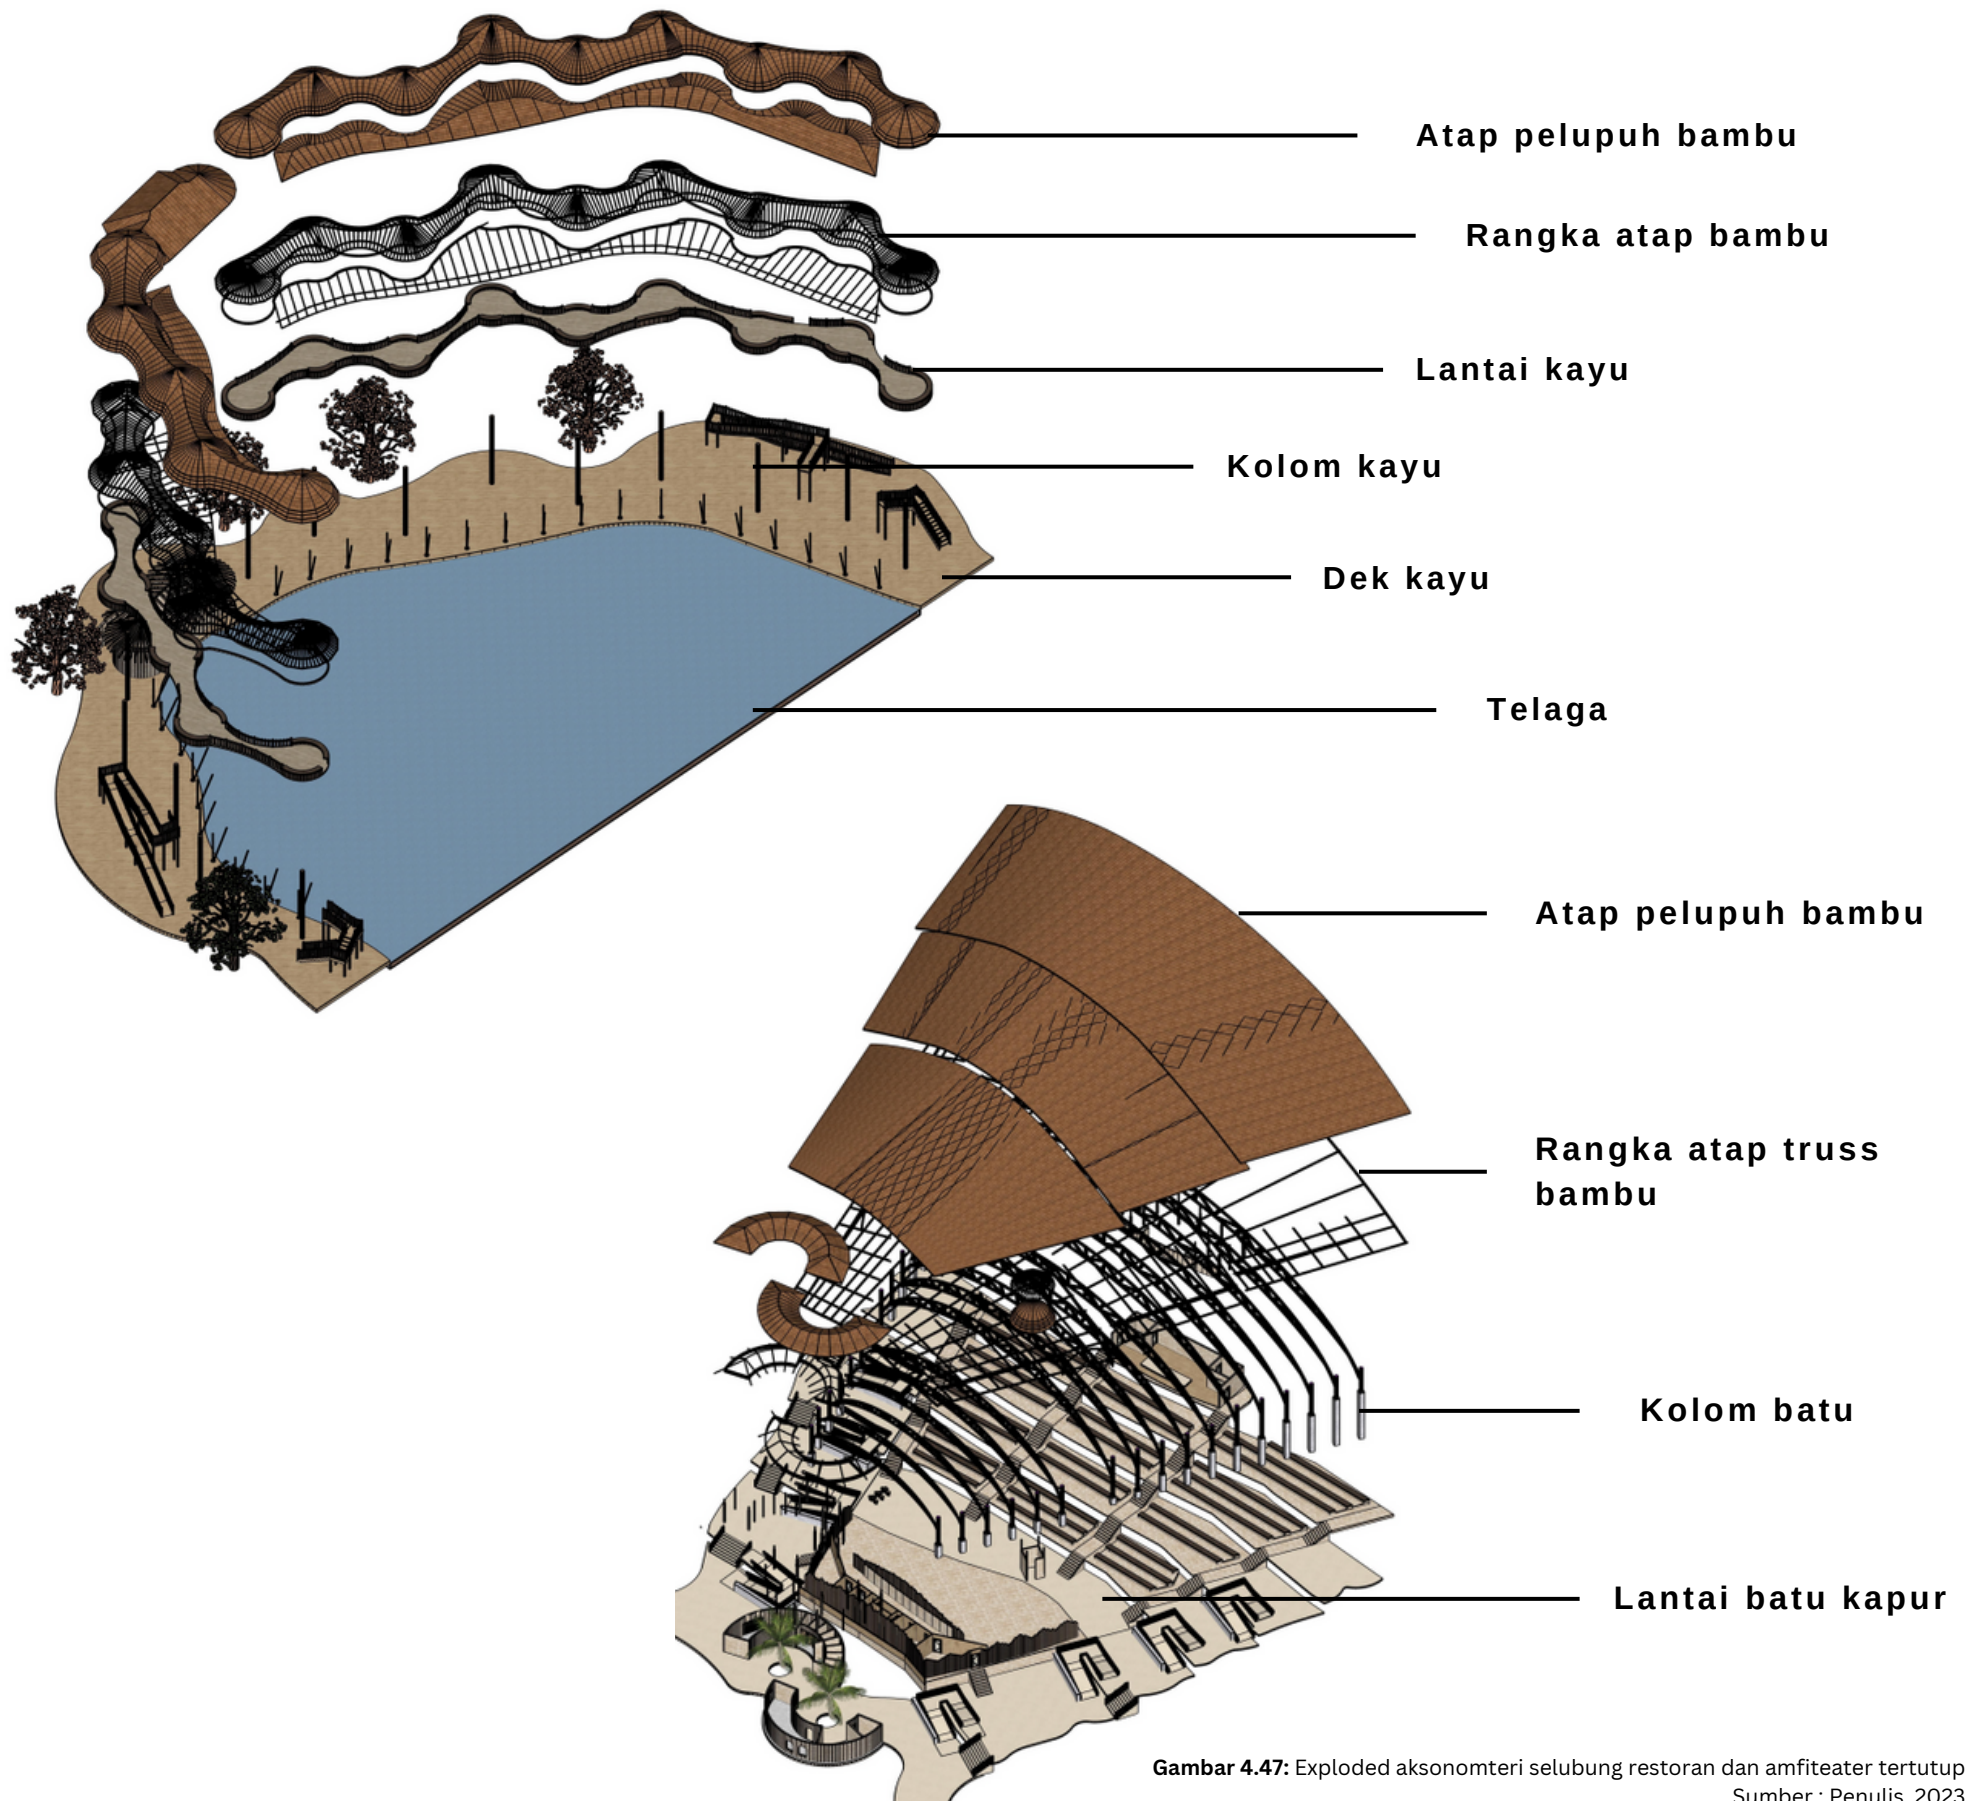 Atap pelupuh bambu
Rangka atap bambu
Lantai kayu
Kolom kayu
Dek kayu
Telaga
Atap pelupuh bambu
Rangka atap truss
bambu
Kolom batu
Lantai batu kapur
Gambar 4.47: Exploded aksonomteri selubung restoran dan amfiteater tertutup
Sumber : Penulis, 2023